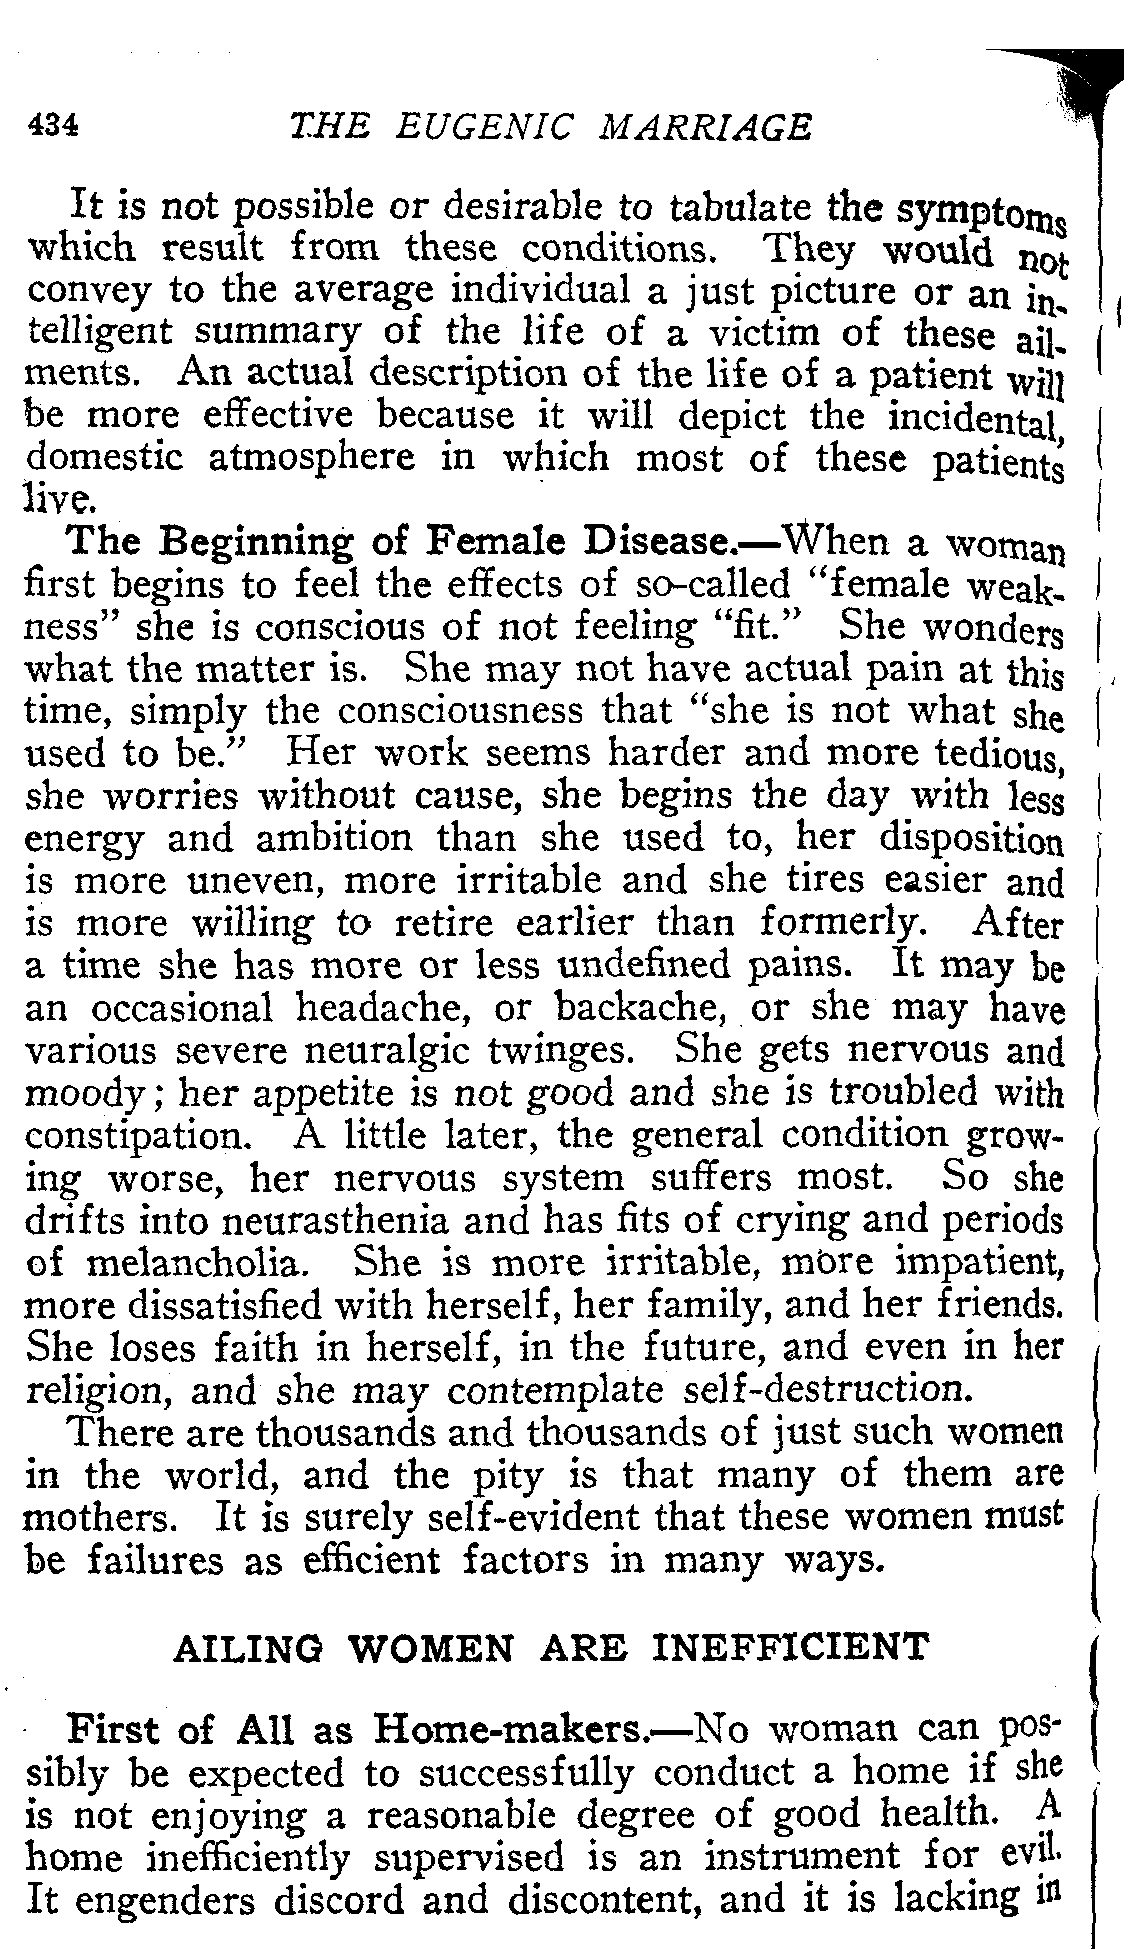 434 THE EUGENIC MARRIAGE
It is not possible or desirable to tabulate the symptoms
which result from these conditions. They would not
convey to the average individual a just picture or an in-
telligent summary of the life of a victim of these ail-
ments. An actual description of the life of a patient will
be more effective because it will depict the incidental,
domestic atmosphere in which most of these patients
live.
The Beginning of Female Disease.—When a woman
first begins to feel the effects of so-called "female weak-
ness" she is conscious of not feeling "fit." She wonders
what the matter is. She may not have actual pain at this
time, simply the consciousness that "she is not what she
used to be." Her work seems harder and more tedious,
she worries without cause, she begins the day with less
energy and ambition than she used to, her disposition
is more uneven, more irritable and she tires easier and
is more willing to retire earlier than formerly. After
a time she has more or less undefined pains. It may be
an occasional headache, or backache, or she may have
various severe neuralgic twinges. She gets nervous and
moody; her appetite is not good and she is troubled with
constipation. A little later, the general condition grow-
ing worse, her nervous system suffers most. So she
drifts into neurasthenia and has fits of crying and periods
of melancholia. She is more irritable, more impatient,
more dissatisfied with herself, her family, and her friends.
She loses faith in herself, in the future, and even in her
religion, and she may contemplate self-destruction.
There are thousands and thousands of just such women
in the world, and the pity is that many of them are
mothers. It is surely self-evident that these women must
be failures as efficient factors in many ways.
AILING WOMEN ARE INEFFICIENT
First of All as Home-makers.—No woman can pos-
sibly be expected to successfully conduct a home if she
is not enjoying a reasonable degree of good health. A
home inefficiently supervised is an instrument for evil.
It engenders discord and discontent, and it is lacking in